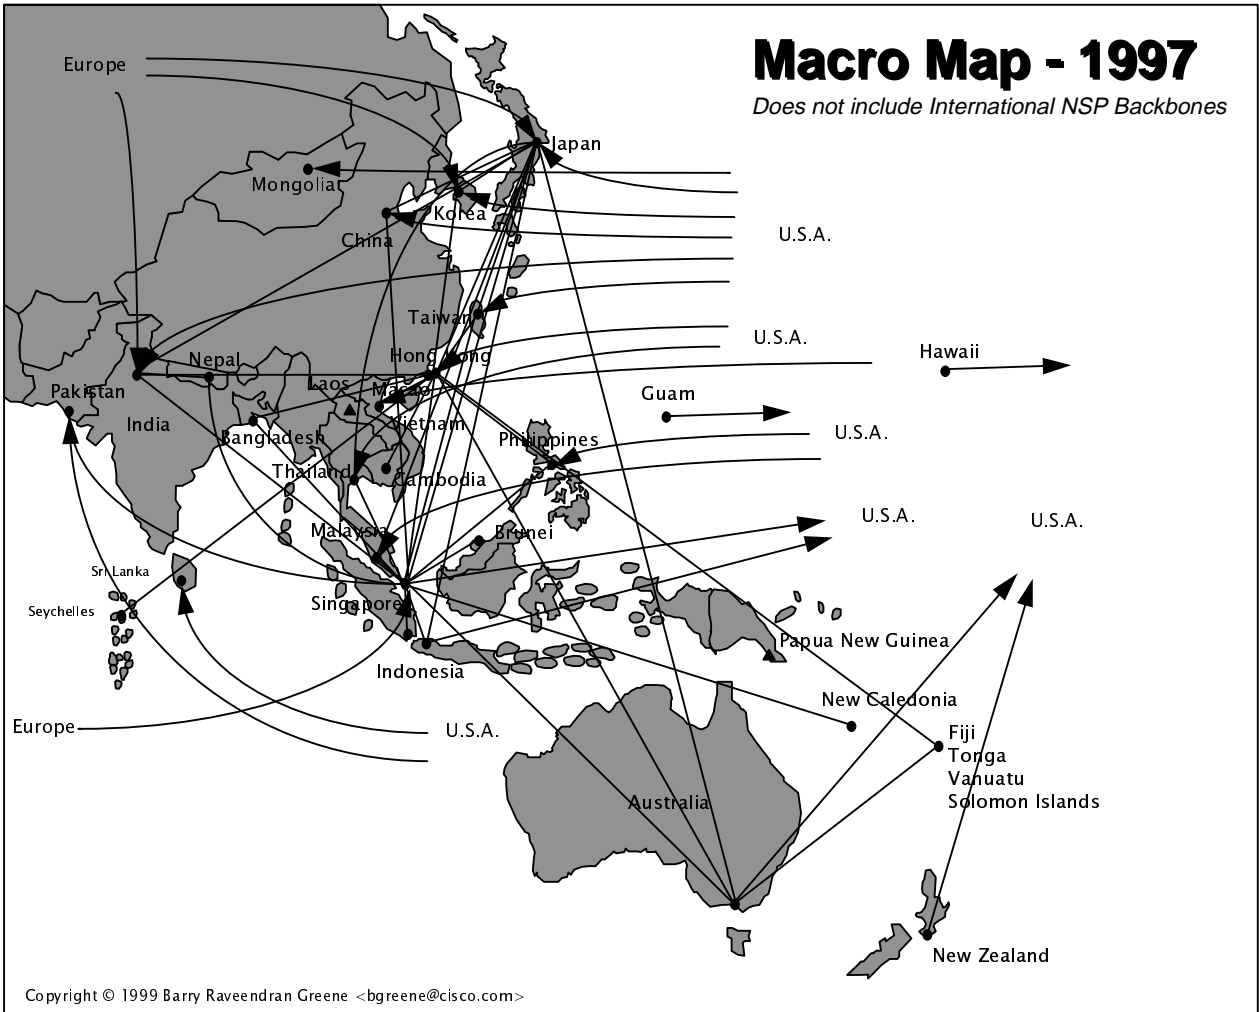 Macro Map - 1997
Does not include International NSP Backbones
Europe
Japan
Mongolia
Korea
China
U.S.A.
Taiwan
U.S.A.
Hong Kong
Hawaii
Nepal
Laos
Macao
Pakistan
Guam
India
Vietnam
Bangladesh
Philippines
U.S.A.
Thailand
Cambodia
U.S.A.
U.S.A.
Malaysia
Brunei
Sri Lanka
Seychelles
Singapore
Papua New Guinea
Indonesia
New Caledonia
Europe
U.S.A.
Fiji
Tonga
Vanuatu
Solomon Islands
Australia
New Zealand
Copyright © 1999 Barry Raveendran Greene <bgreene@cisco.com>